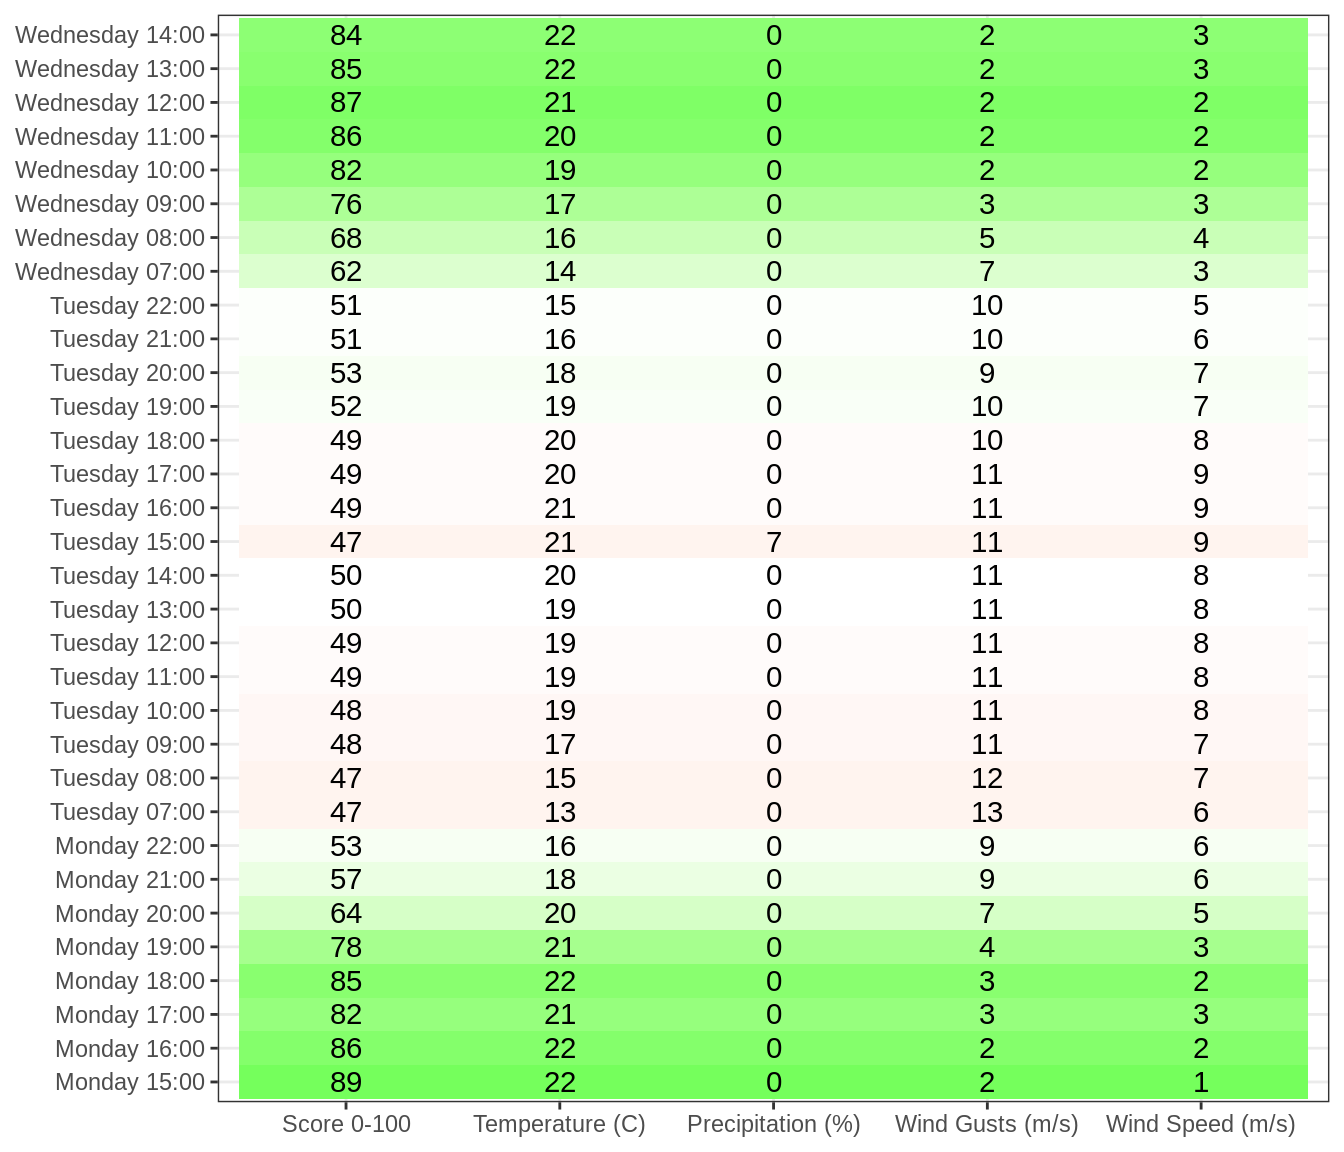 Wednesday 14:00 84 22 0 2 3
Wednesday 13:00 85 22 0 2 3
Wednesday 12:00 87 21 0 2 2
Wednesday 11:00 86 20 0 2 2
Wednesday 10:00 82 19 0 2 2
Wednesday 09:00 76 17 0 3 3
Wednesday 08:00 68 16 0 5 4
Wednesday 07:00 62 14 0 7 3
Tuesday 22:00 51 15 0 10 5
Tuesday 21:00 51 16 0 10 6
Tuesday 20:00 53 18 0 9 7
Tuesday 19:00 52 19 0 10 7
Tuesday 18:00 49 20 0 10 8
Tuesday 17:00 49 20 0 11 9
Tuesday 16:00 49 21 0 11 9
Tuesday 15:00 47 21 7 11 9
Tuesday 14:00 50 20 0 11 8
Tuesday 13:00 50 19 0 11 8
Tuesday 12:00 49 19 0 11 8
Tuesday 11:00 49 19 0 11 8
Tuesday 10:00 48 19 0 11 8
Tuesday 09:00 48 17 0 11 7
Tuesday 08:00 47 15 0 12 7
Tuesday 07:00 47 13 0 13 6
Monday 22:00 53 16 0 9 6
Monday 21:00 57 18 0 9 6
Monday 20:00 64 20 0 7 5
Monday 19:00 78 21 0 4 3
Monday 18:00 85 22 0 3 2
Monday 17:00 82 21 0 3 3
Monday 16:00 86 22 0 2 2
Monday 15:00 89 22 0 2 1
Score 0-100 Temperature (C) Precipitation (%) Wind Gusts (m/s) Wind Speed (m/s)